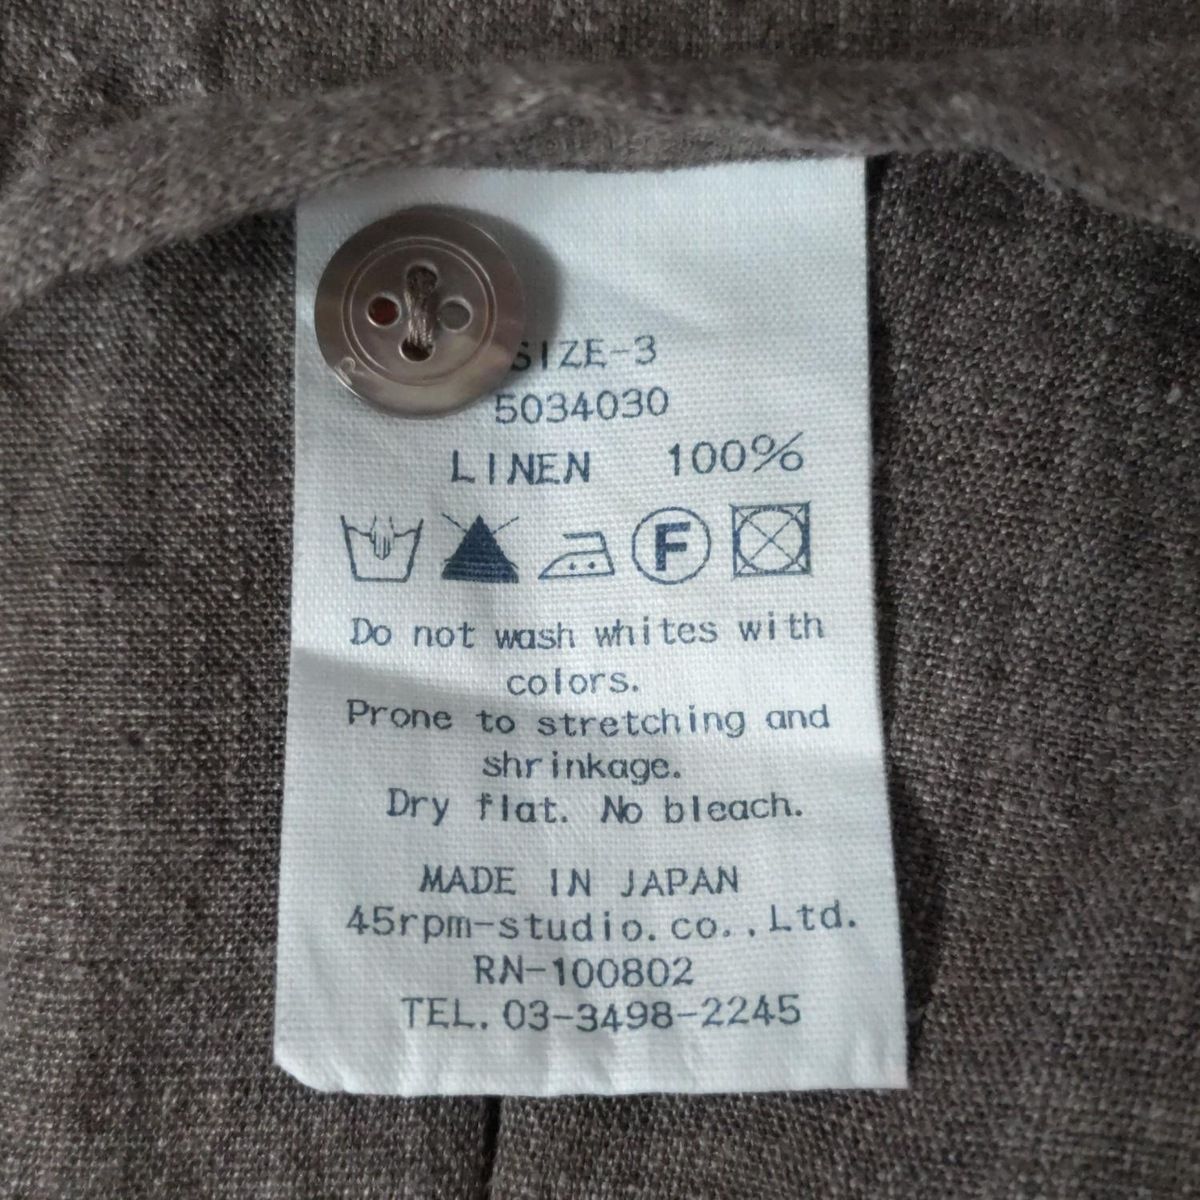 SIZE-3
5034030
LINEN 100%
F
Do not wash whites with
colors.
Prone to stretching and
shrinkage.
Dry flat. No bleach.
MADE IN JAPAN
45rpm-studio.co.,Ltd.
RN-100802
TEL.03-3498-2245